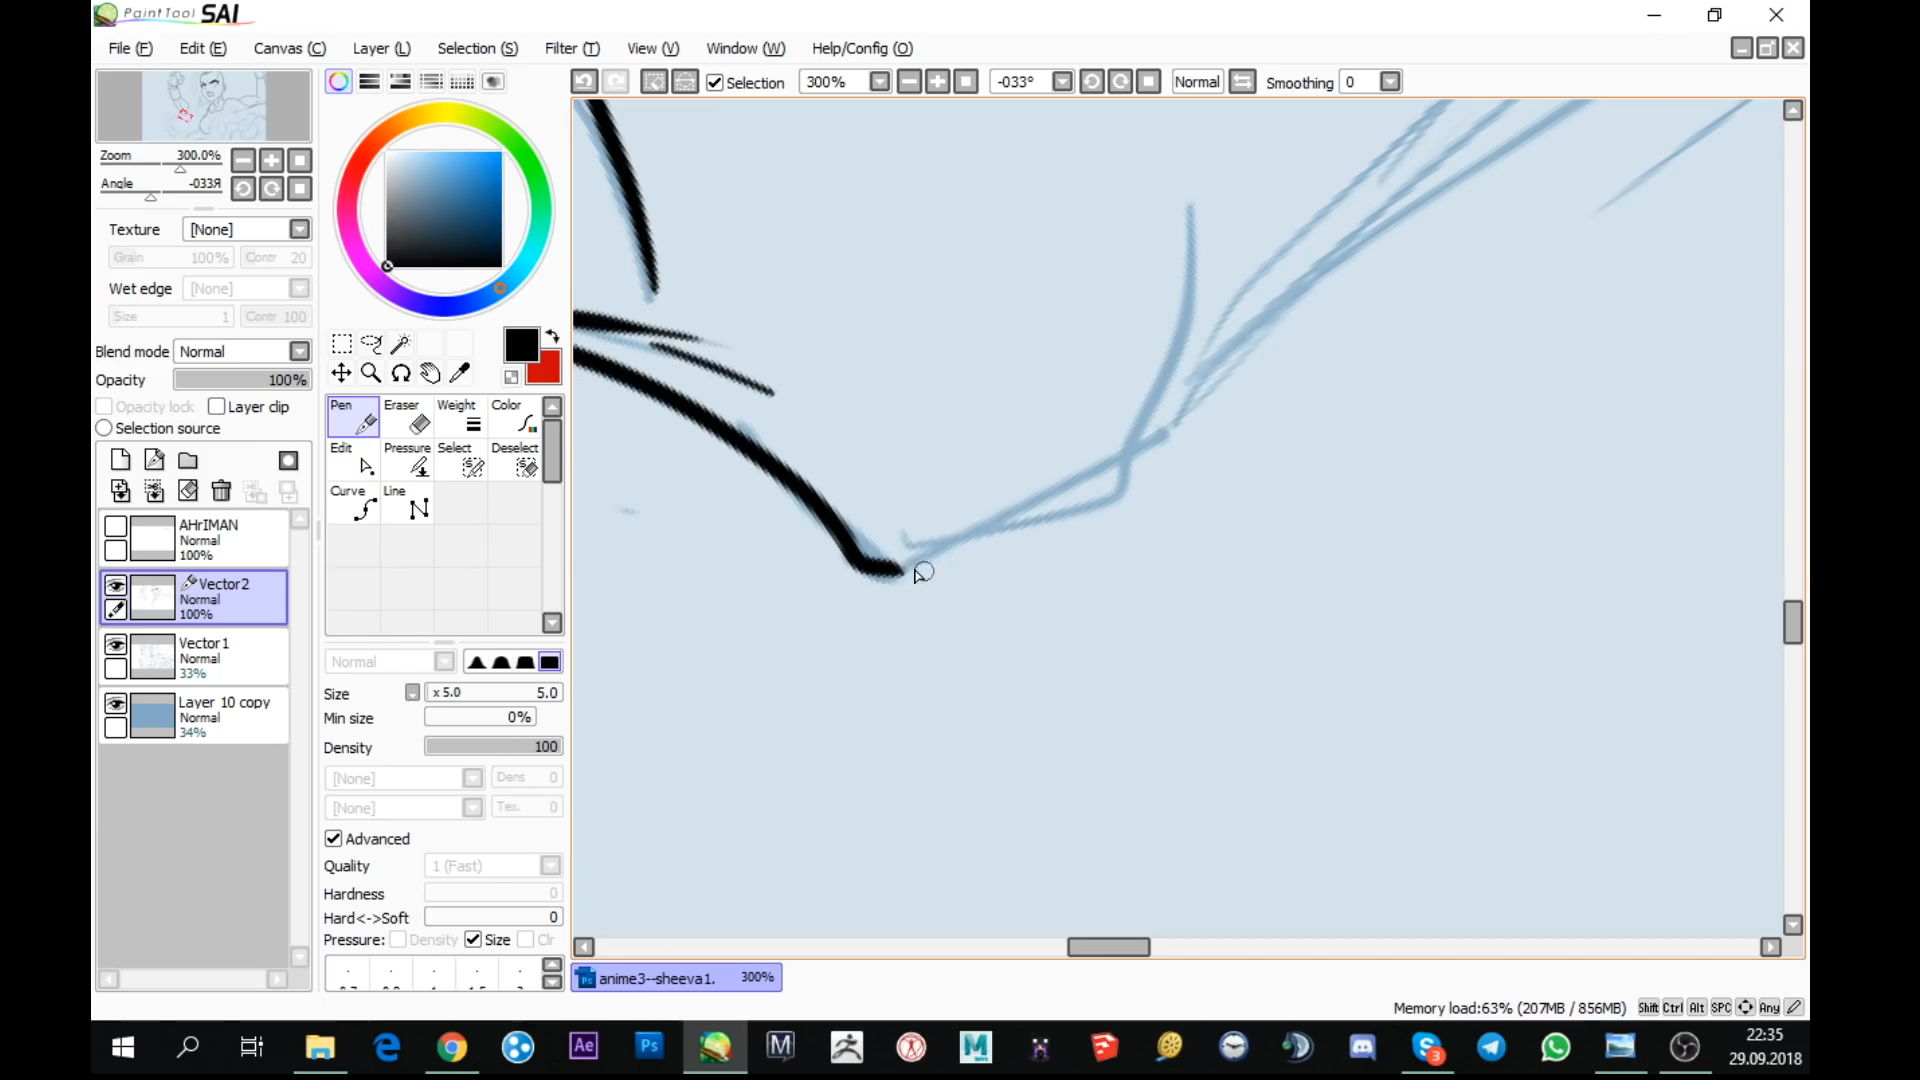 PaintTool SAI
File (F) Edit (E) Canvas (C) Layer (L) Selection (S) Filter (T) View (V) Window (W) Help/Config (O)
Selection 300% -033° Normal Smoothing 0
Zoom 300.0%
Angle -033Я
Texture [None]
Grain 100% Contr 20
Wet edge [None]
Size 1 Contr 100
Blend mode Normal
Opacity 100%
Opacity lock Layer clip
Selection source
AHrIMAN
Normal
100%
Vector2
Normal
100%
Vector1
Normal
33%
Layer 10 copy
Normal
34%
Pen Eraser Weight Color
Edit Pressure Select Deselect
Curve Line
Normal
Size x 5.0 5.0
Min size 0%
Density 100
[None] Dens 0
[None] Tex. 0
Advanced
Quality 1 (Fast)
Hardness 0
Hard<->Soft 0
Pressure: Density Size Clr
anime3--sheeva1. 300%
Memory load:63% (207MB / 856MB) Shift Ctrl Alt SPC Any
Ae Ps M M S 3
22:35
29.09.2018